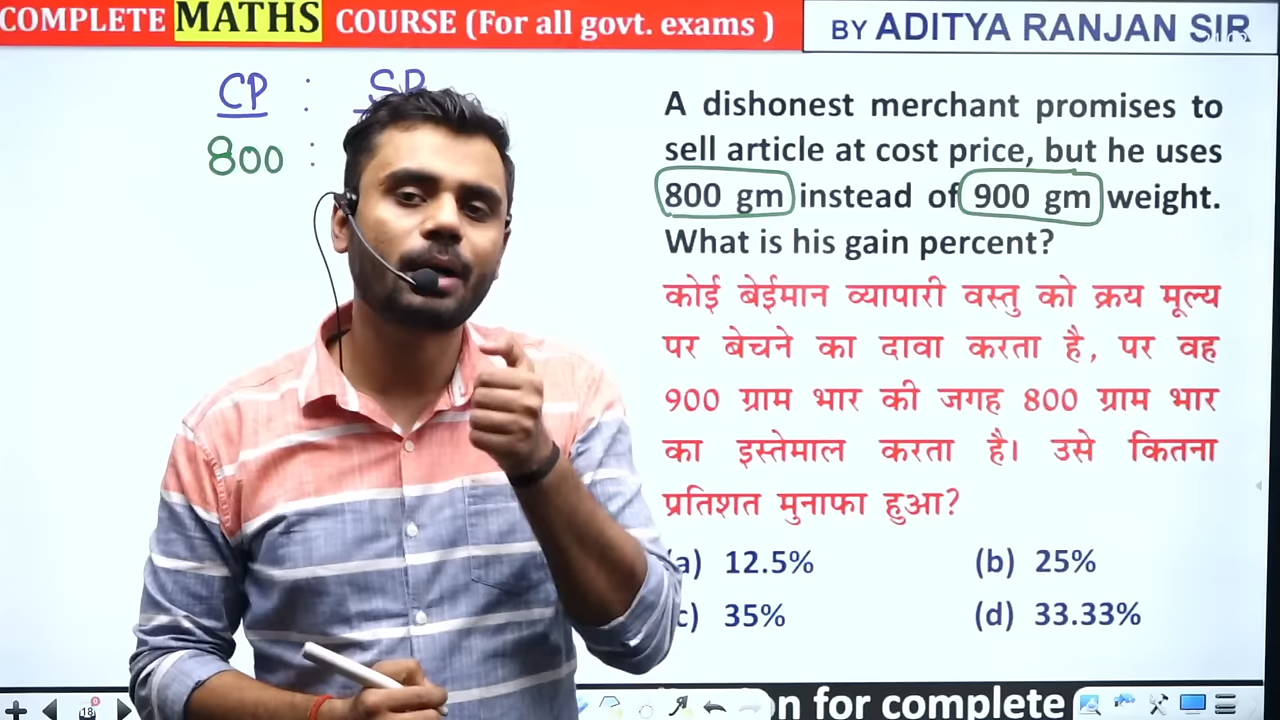 COMPLETE MATHS COURSE (For all govt. exams )
BY ADITYA RANJAN SIR
CP : SP
800 :
A dishonest merchant promises to
sell article at cost price, but he uses
800 gm instead of 900 gm weight.
What is his gain percent?
कोई बेईमान व्यापारी वस्तु को क्रय मूल्य
पर बेचने का दावा करता है, पर वह
900 ग्राम भार की जगह 800 ग्राम भार
का इस्तेमाल करता है। उसे कितना
प्रतिशत मुनाफा हुआ?
a) 12.5% (b) 25%
c) 35% (d) 33.33%
18
n for complete